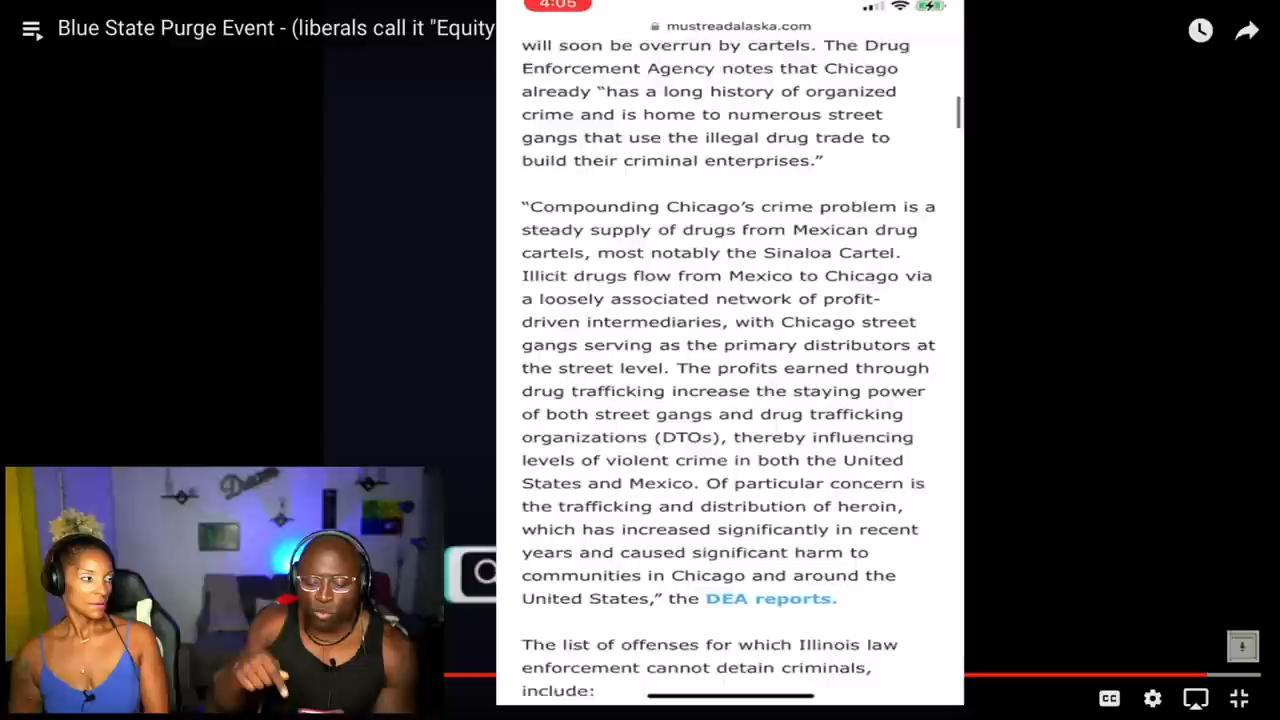 Blue State Purge Event - (liberals call it "Equity
4:05
mustreadalaska.com
will soon be overrun by cartels. The Drug
Enforcement Agency notes that Chicago
already “has a long history of organized
crime and is home to numerous street
gangs that use the illegal drug trade to
build their criminal enterprises.”
“Compounding Chicago’s crime problem is a
steady supply of drugs from Mexican drug
cartels, most notably the Sinaloa Cartel.
Illicit drugs flow from Mexico to Chicago via
a loosely associated network of profit-
driven intermediaries, with Chicago street
gangs serving as the primary distributors at
the street level. The profits earned through
drug trafficking increase the staying power
of both street gangs and drug trafficking
organizations (DTOs), thereby influencing
levels of violent crime in both the United
States and Mexico. Of particular concern is
the trafficking and distribution of heroin,
which has increased significantly in recent
years and caused significant harm to
communities in Chicago and around the
United States,” the DEA reports.
The list of offenses for which Illinois law
enforcement cannot detain criminals,
include:
CC